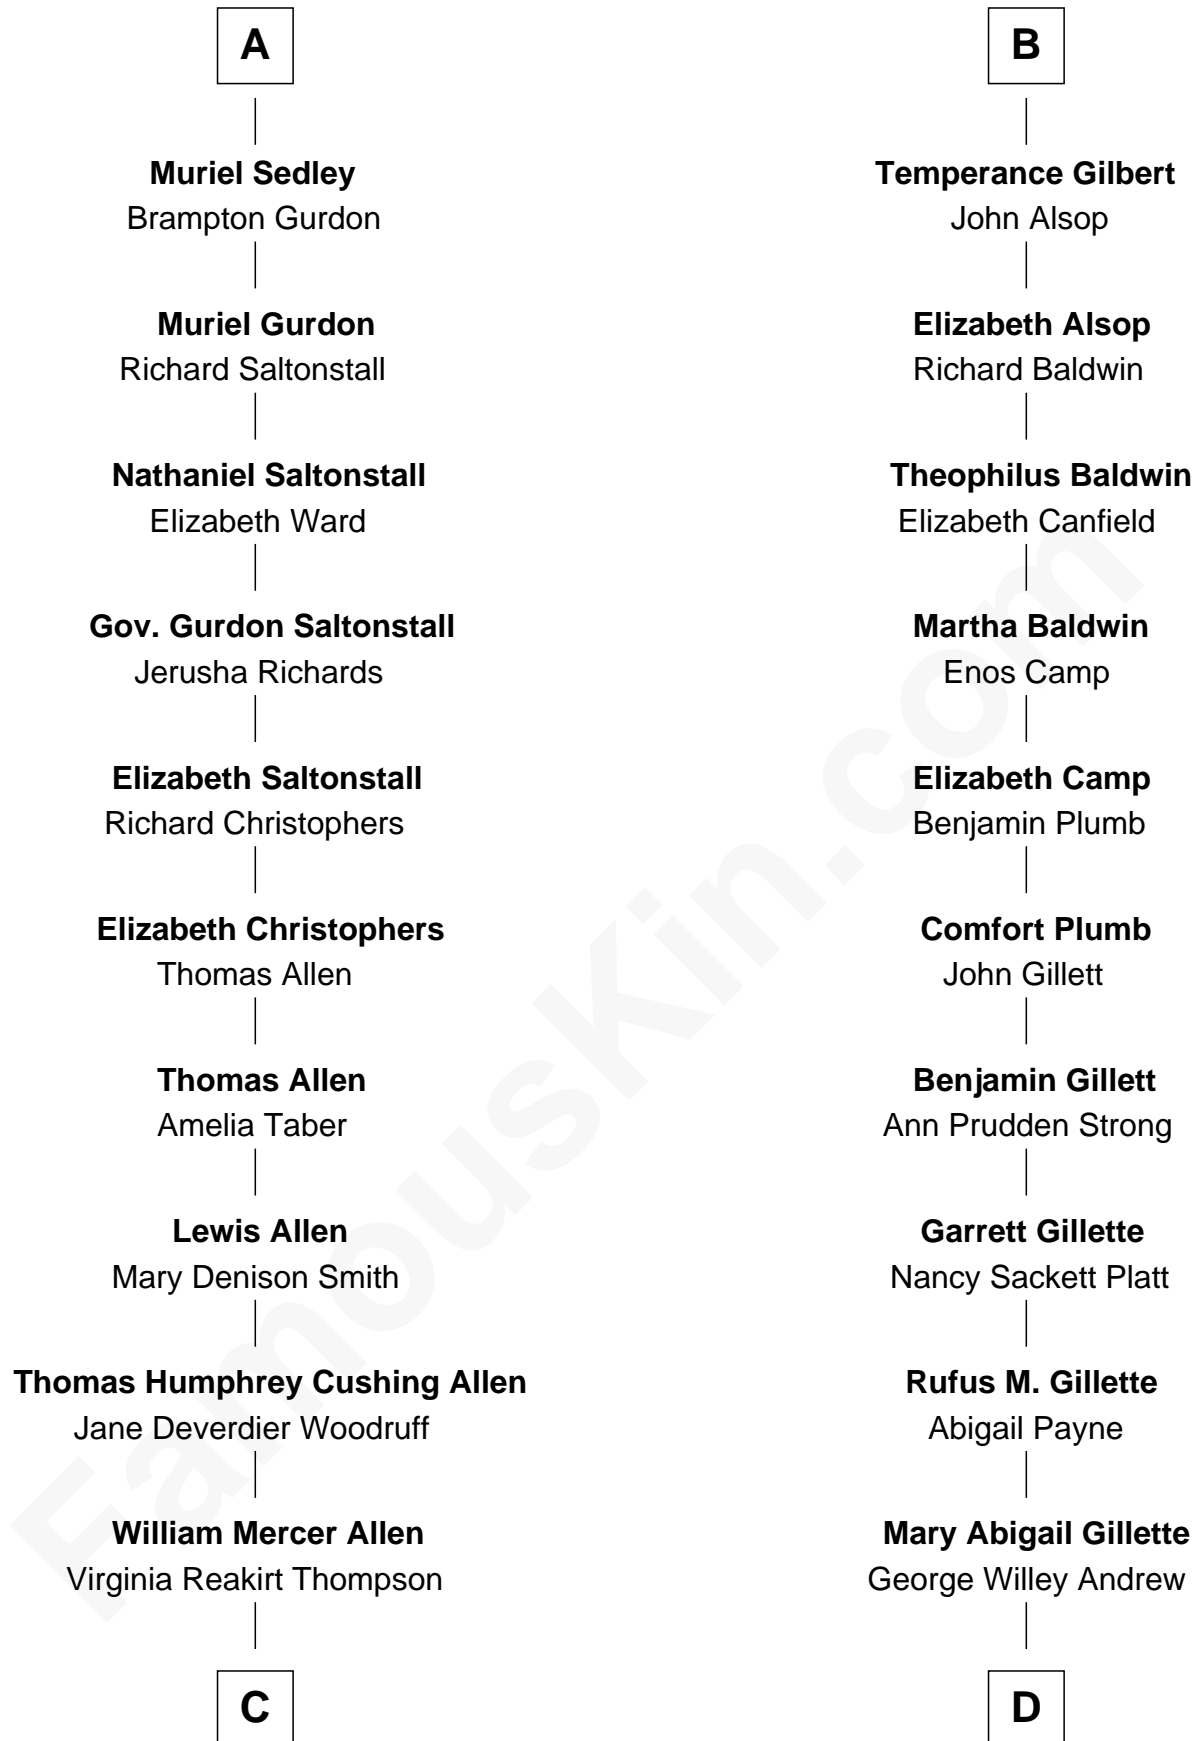 A
Muriel Sedley
Brampton Gurdon
Muriel Gurdon
Richard Saltonstall
Nathaniel Saltonstall
Elizabeth Ward
Gov. Gurdon Saltonstall
Jerusha Richards
Elizabeth Saltonstall
Richard Christophers
Elizabeth Christophers
Thomas Allen
Thomas Allen
Amelia Taber
Lewis Allen
Mary Denison Smith
Thomas Humphrey Cushing Allen
Jane Deverdier Woodruff
William Mercer Allen
Virginia Reakirt Thompson
C
B
Temperance Gilbert
John Alsop
Elizabeth Alsop
Richard Baldwin
Theophilus Baldwin
Elizabeth Canfield
Martha Baldwin
Enos Camp
Elizabeth Camp
Benjamin Plumb
Comfort Plumb
John Gillett
Benjamin Gillett
Ann Prudden Strong
Garrett Gillette
Nancy Sackett Platt
Rufus M. Gillette
Abigail Payne
Mary Abigail Gillette
George Willey Andrew
D
FamousKin.com